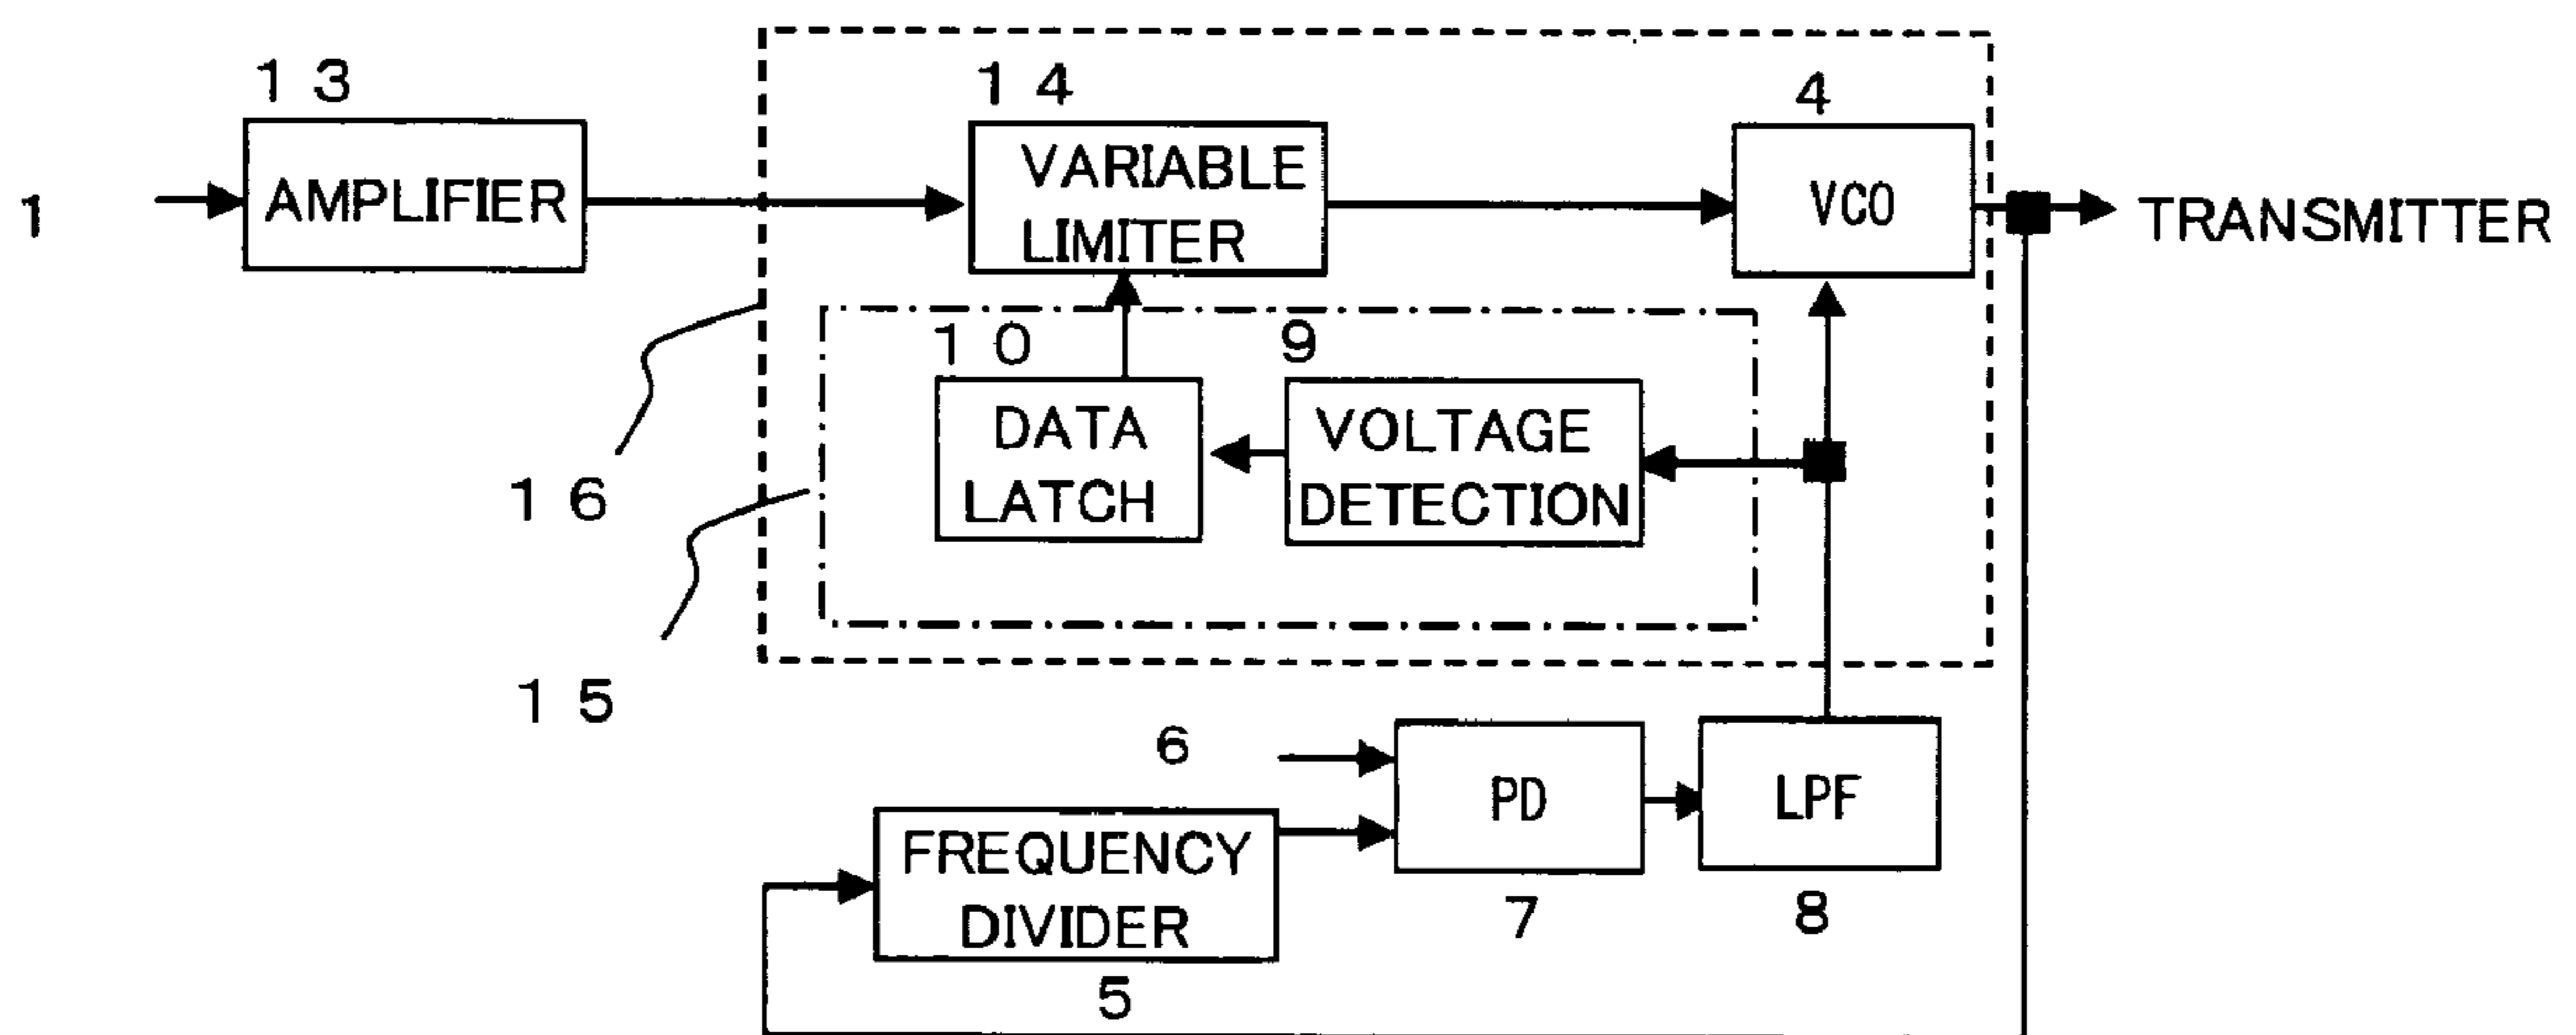 13
14
4
1
AMPLIFIER
VARIABLE
LIMITER
VCO
TRANSMITTER
10
9
DATA
LATCH
VOLTAGE
DETECTION
16
15
6
PD
LPF
FREQUENCY
DIVIDER
7
8
5